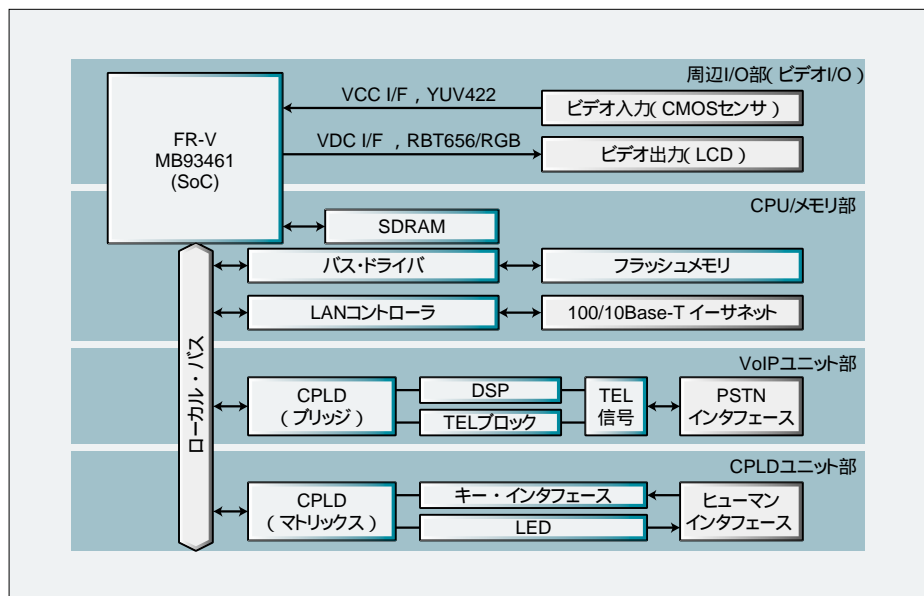 周辺I/O部(ビデオI/O)
FR-V
MB93461
(SoC)
VCC I/F , YUV422
ビデオ入力(CMOSセンサ)
VDC I/F , RBT656/RGB
ビデオ出力(LCD)
CPU/メモリ部
SDRAM
バス・ドライバ
フラッシュメモリ
LANコントローラ
100/10Base-T イーサネット
ローカル・バス
VoIPユニット部
CPLD
(ブリッジ)
DSP
TELブロック
TEL
信号
PSTN
インタフェース
CPLDユニット部
CPLD
(マトリックス)
キー・インタフェース
LED
ヒューマン
インタフェース